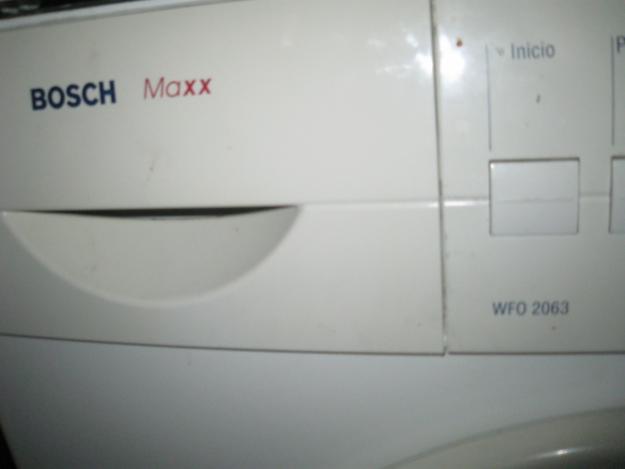 BOSCH Maxx
Inicio
P
WFO 2063